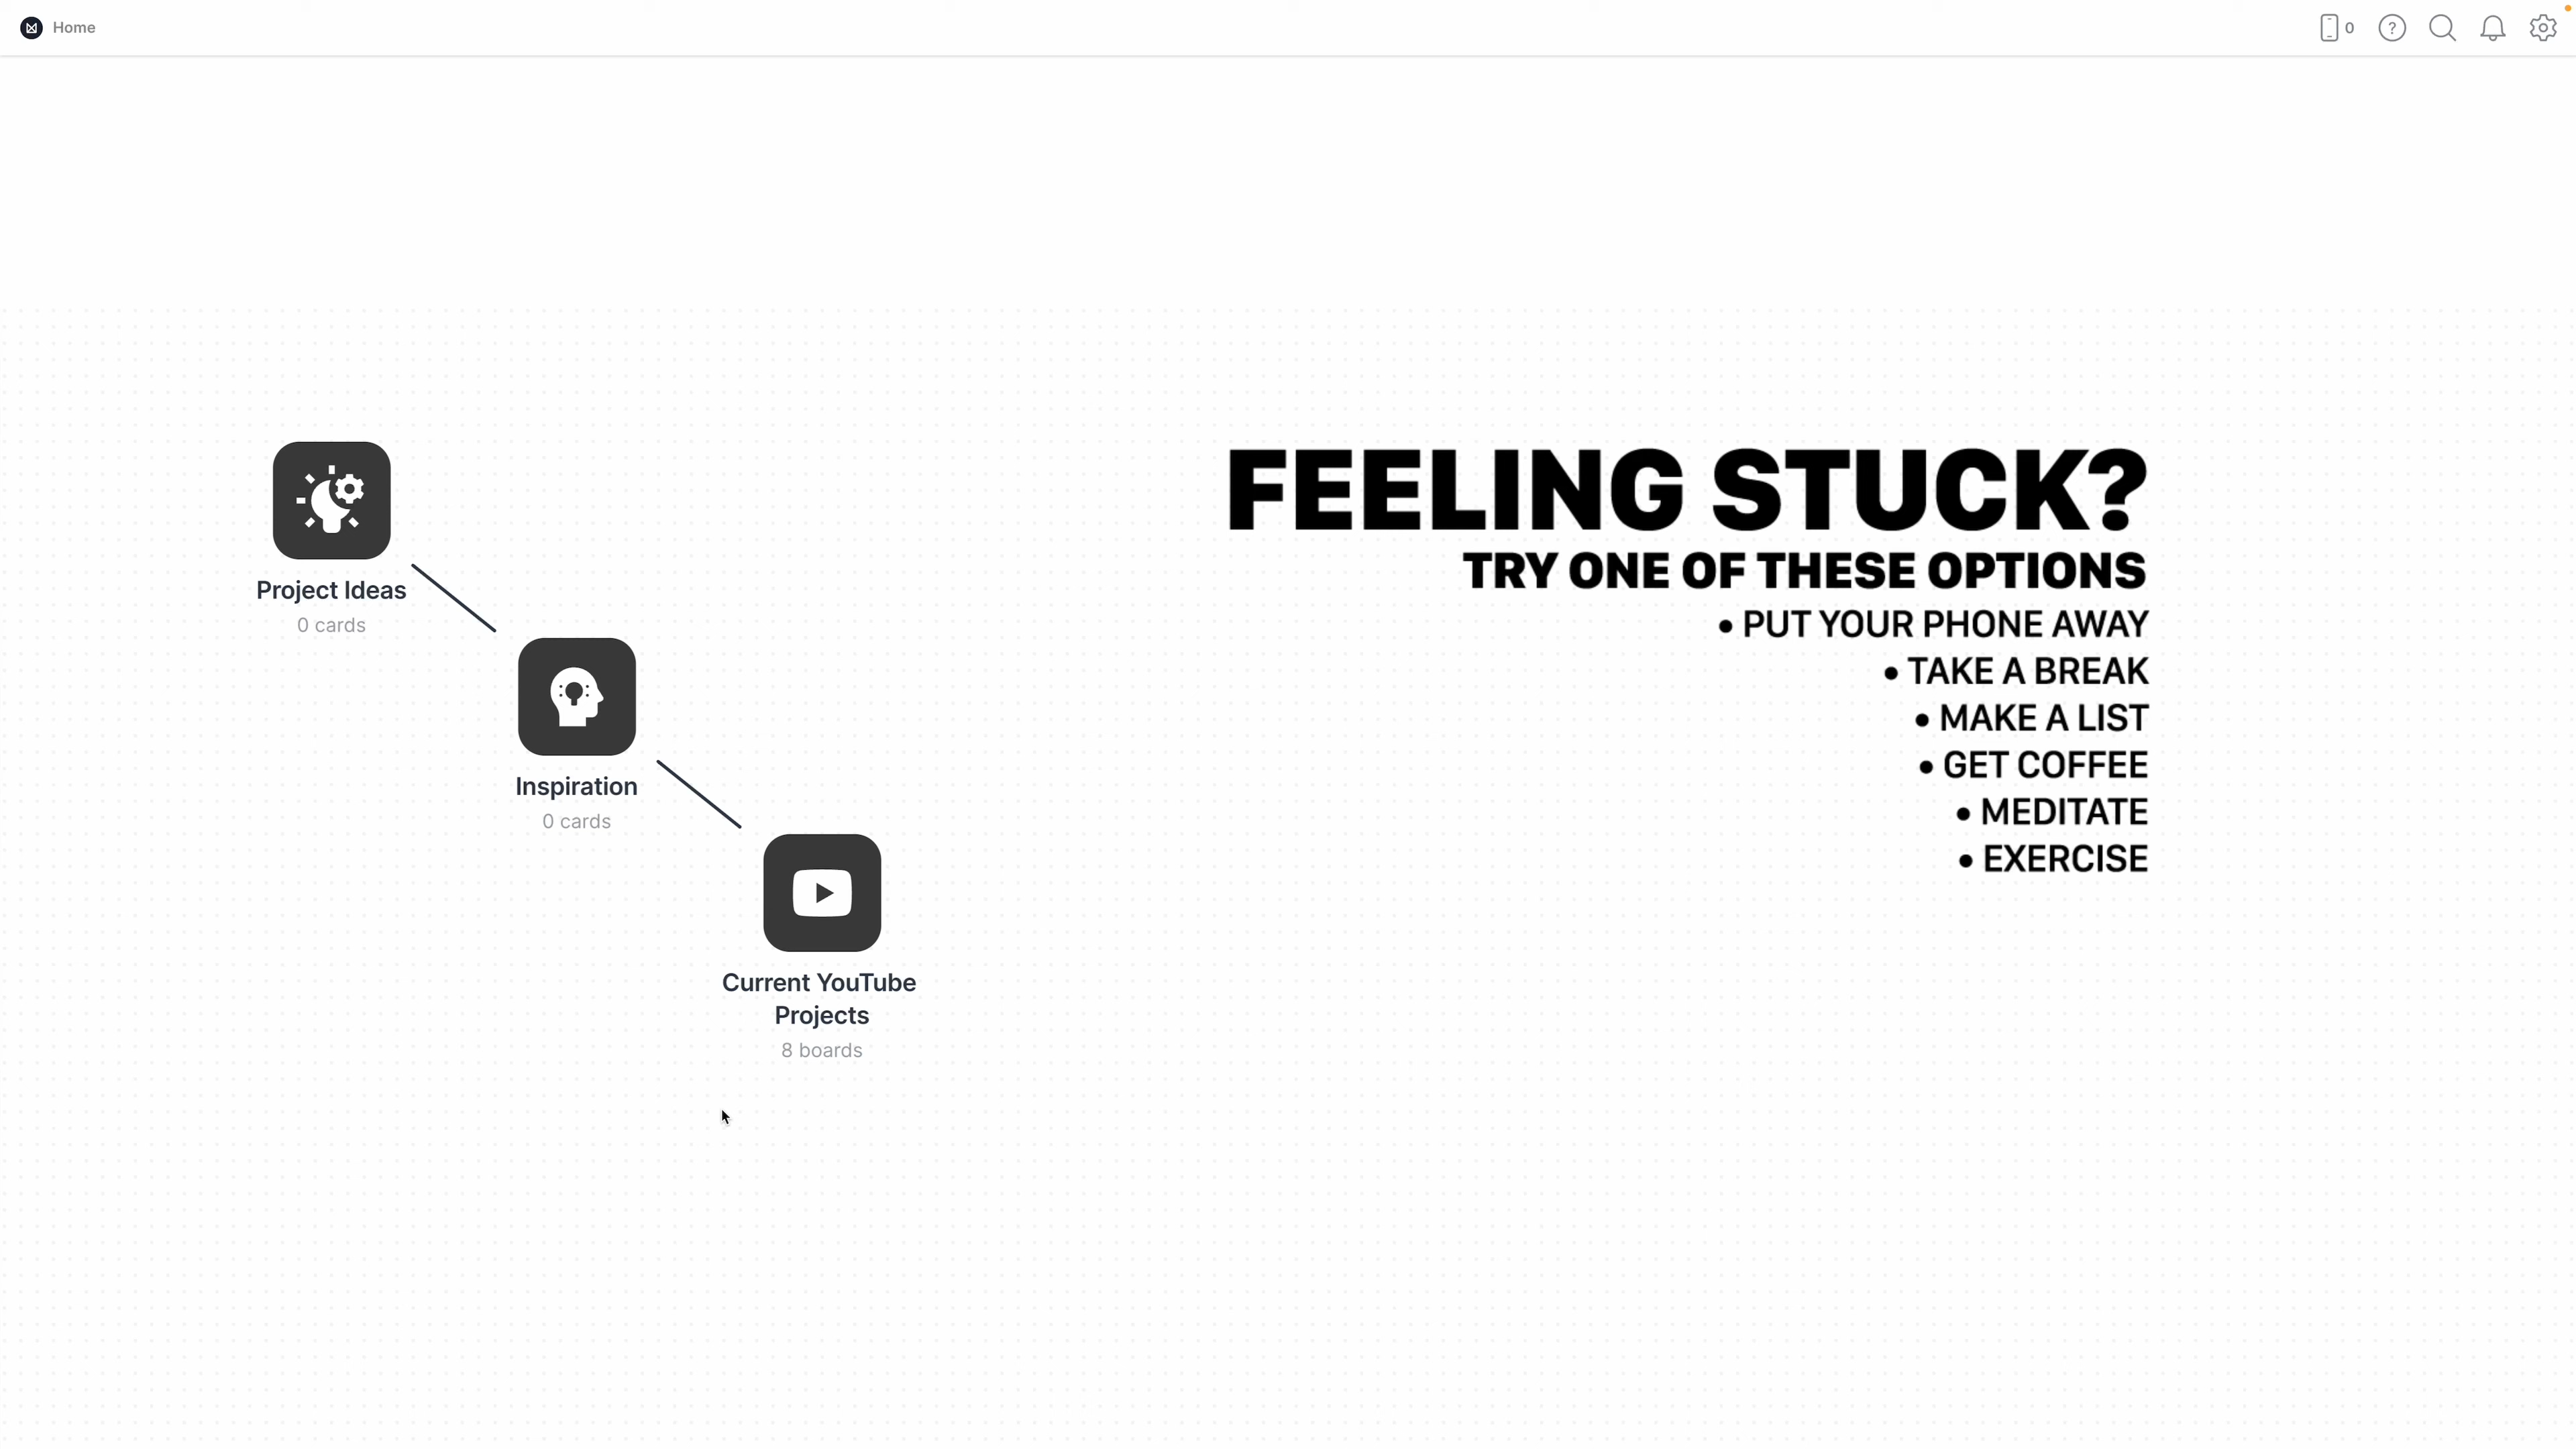 Home
0
Project Ideas
0 cards
Inspiration
0 cards
Current YouTube
Projects
8 boards
FEELING STUCK?
TRY ONE OF THESE OPTIONS
• PUT YOUR PHONE AWAY
• TAKE A BREAK
• MAKE A LIST
• GET COFFEE
• MEDITATE
• EXERCISE